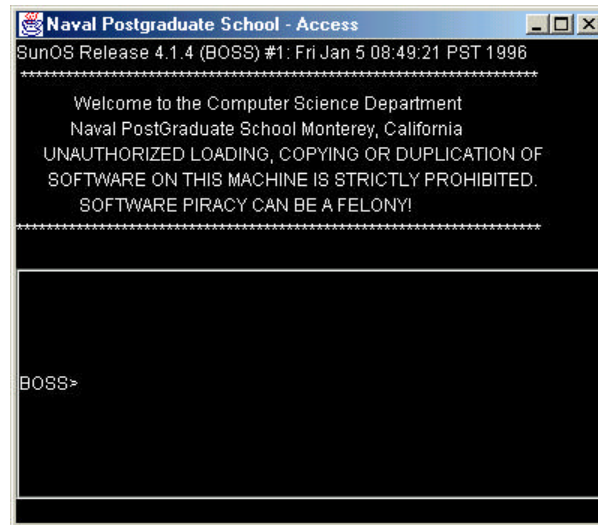 Naval Postgraduate School - Access
SunOS Release 4.1.4 (BOSS) #1: Fri Jan 5 08:49:21 PST 1996
*************************************************************************
Welcome to the Computer Science Department
Naval PostGraduate School Monterey, California
UNAUTHORIZED LOADING, COPYING OR DUPLICATION OF
SOFTWARE ON THIS MACHINE IS STRICTLY PROHIBITED.
SOFTWARE PIRACY CAN BE A FELONY!
*************************************************************************
BOSS>